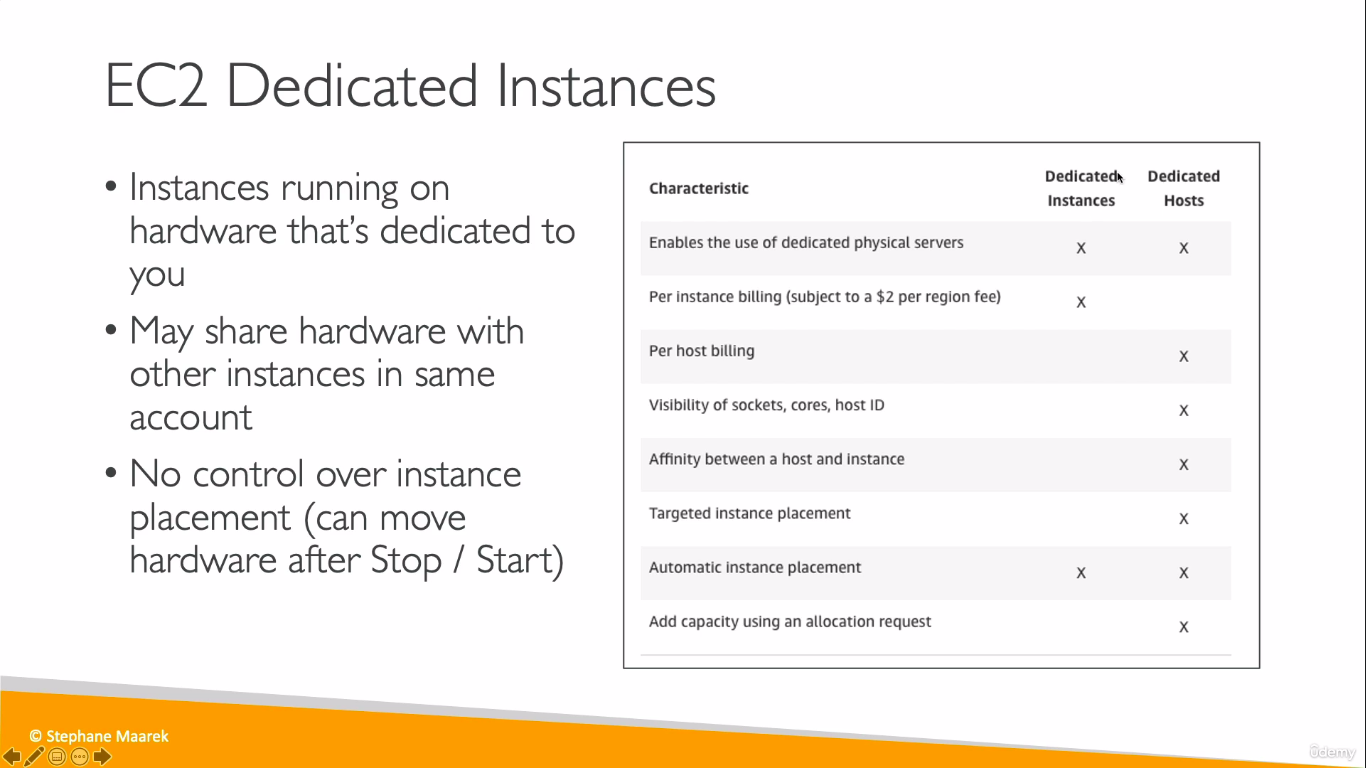 EC2 Dedicated Instances
• Instances running on
hardware that's dedicated to
you
• May share hardware with
other instances in same
account
• No control over instance
placement (can move
hardware after Stop / Start)
Characteristic Dedicated Instances Dedicated Hosts
Enables the use of dedicated physical servers X X
Per instance billing (subject to a $2 per region fee) X
Per host billing X
Visibility of sockets, cores, host ID X
Affinity between a host and instance X
Targeted instance placement X
Automatic instance placement X X
Add capacity using an allocation request X
© Stephane Maarek
ûdemy